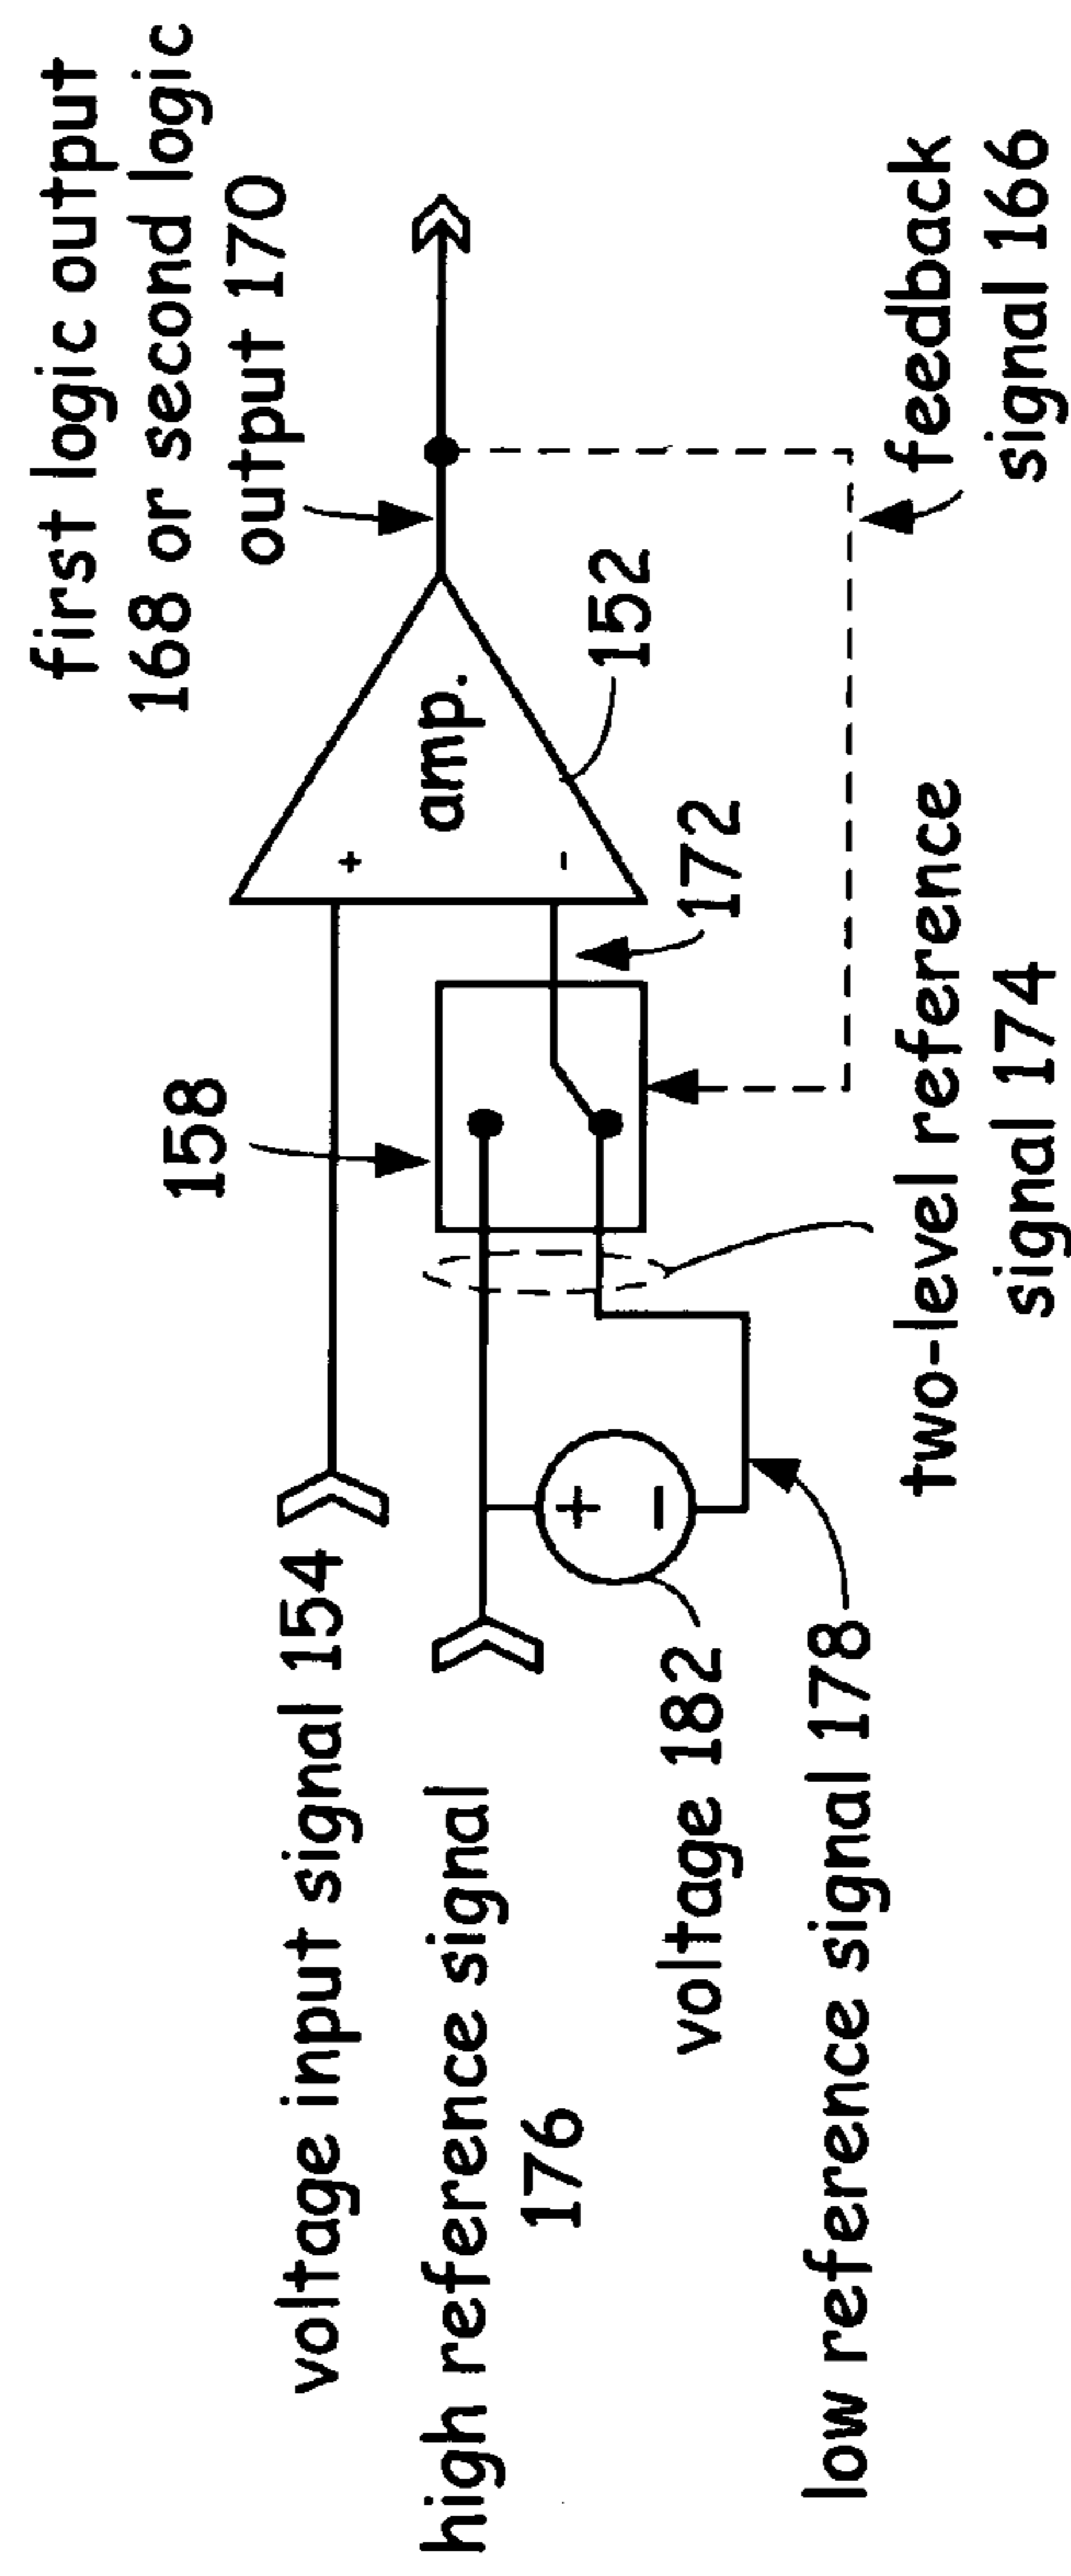 first logic output
168 or second logic
output 170
158
voltage input signal 154
+
amp.
-
152
high reference signal
176
172
+
-
voltage 182
feedback
signal 166
low reference signal 178
two-level reference
signal 174